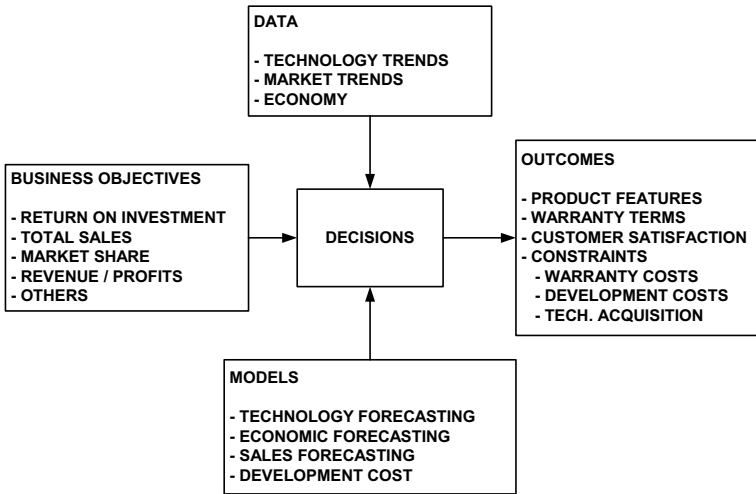 DATA
- TECHNOLOGY TRENDS
- MARKET TRENDS
- ECONOMY
BUSINESS OBJECTIVES
- RETURN ON INVESTMENT
- TOTAL SALES
- MARKET SHARE
- REVENUE / PROFITS
- OTHERS
DECISIONS
OUTCOMES
- PRODUCT FEATURES
- WARRANTY TERMS
- CUSTOMER SATISFACTION
- CONSTRAINTS
- WARRANTY COSTS
- DEVELOPMENT COSTS
- TECH. ACQUISITION
MODELS
- TECHNOLOGY FORECASTING
- ECONOMIC FORECASTING
- SALES FORECASTING
- DEVELOPMENT COST